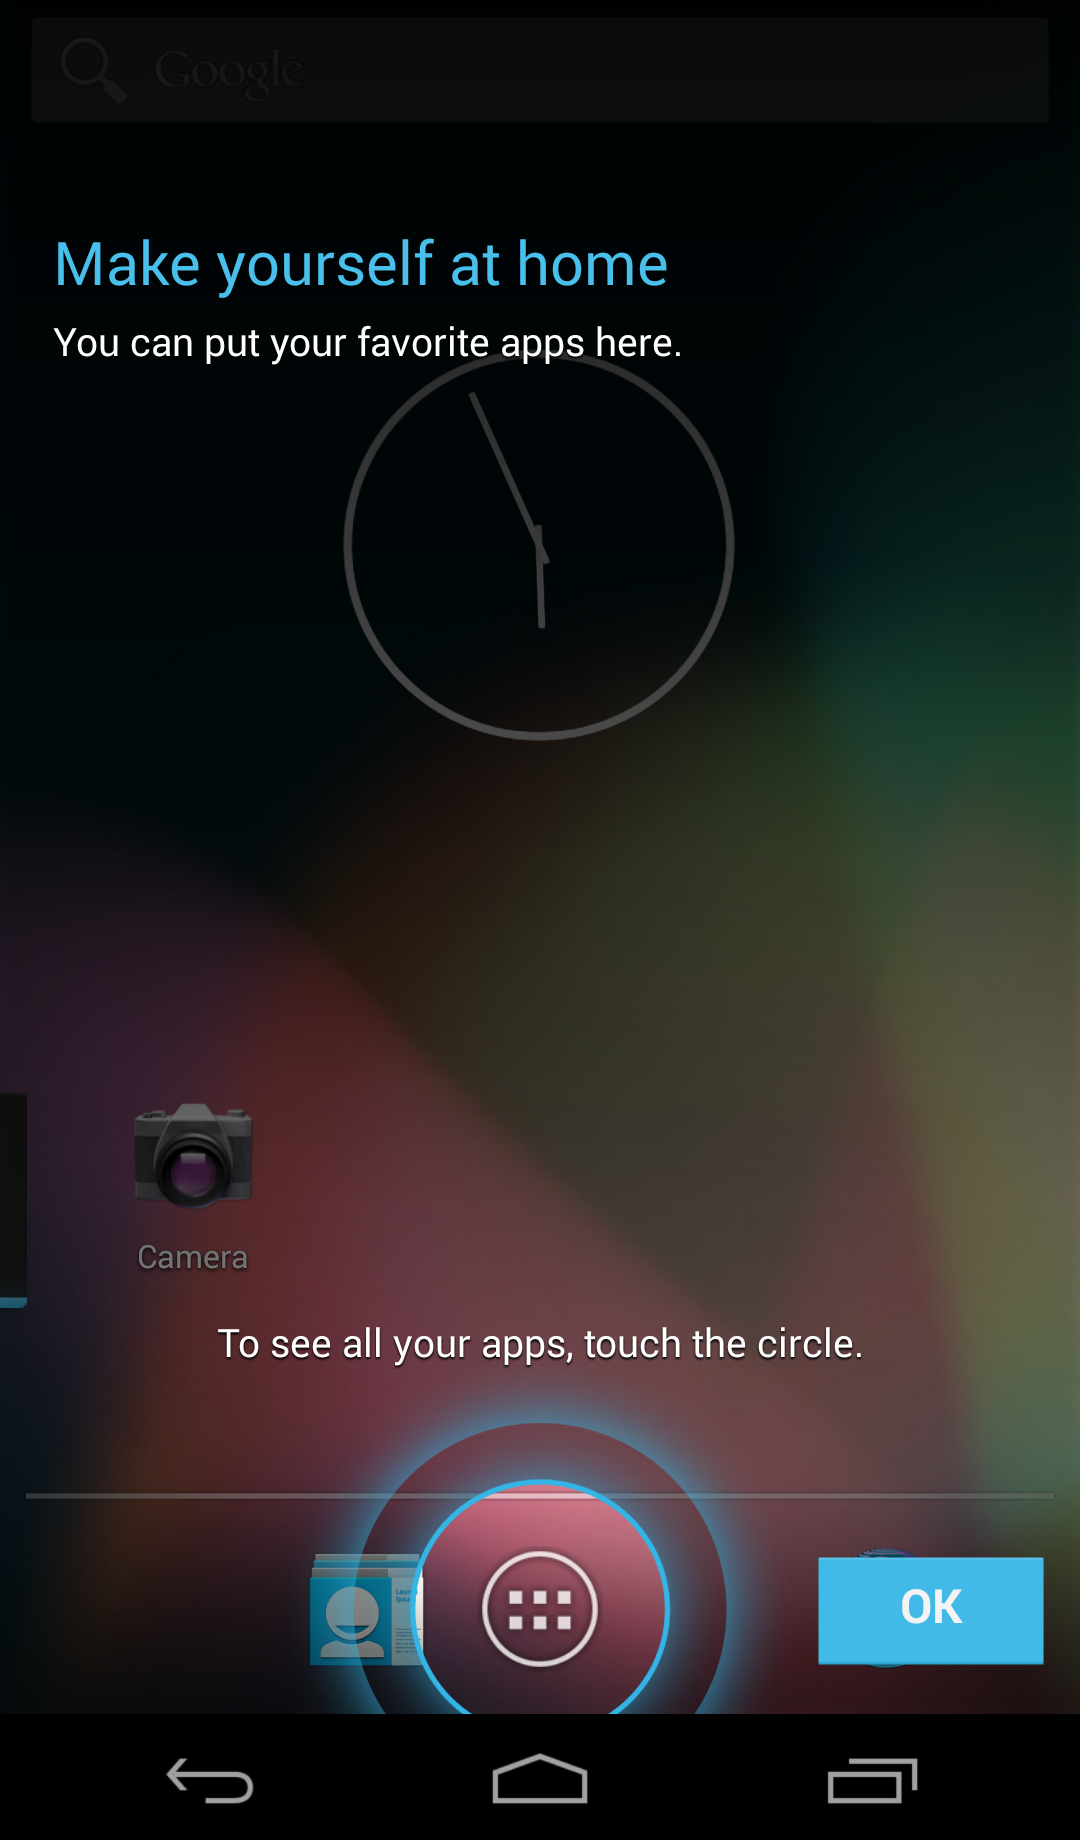 Google
Make yourself at home
You can put your favorite apps here.
Camera
To see all your apps, touch the circle.
OK